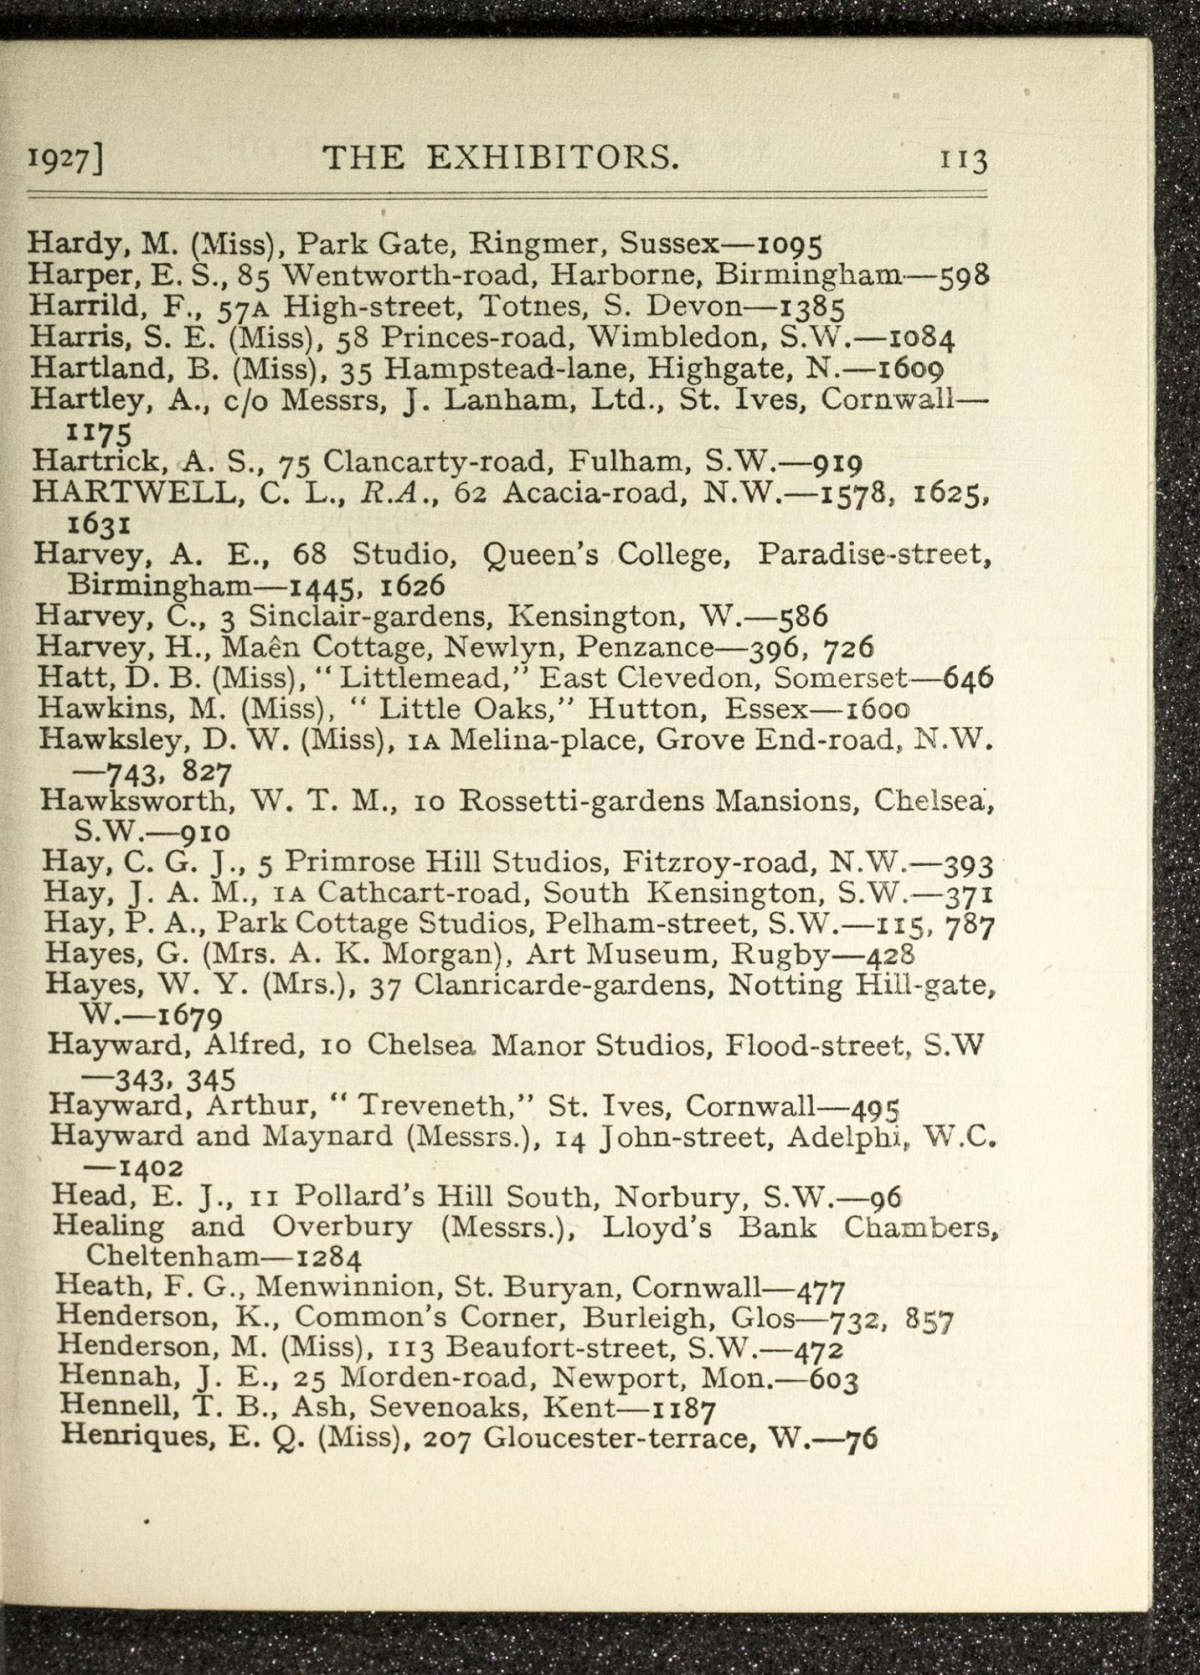 1927] THE EXHIBITORS. 113
Hardy, M. (Miss), Park Gate, Ringmer, Sussex—1095
Harper, E. S., 85 Wentworth-road, Harborne, Birmingham—598
Harrild, F., 57A High-street, Totnes, S. Devon—1385
Harris, S. E. (Miss), 58 Princes-road, Wimbledon, S.W.—1084
Hartland, B. (Miss), 35 Hampstead-lane, Highgate, N.—1609
Hartley, A., c/o Messrs, J. Lanham, Ltd., St. Ives, Cornwall—
1175
Hartrick, A. S., 75 Clancarty-road, Fulham, S.W.—919
HARTWELL, C. L., R.A., 62 Acacia-road, N.W.—1578, 1625,
1631
Harvey, A. E., 68 Studio, Queen's College, Paradise-street,
Birmingham—1445, 1626
Harvey, C., 3 Sinclair-gardens, Kensington, W.—586
Harvey, H., Maên Cottage, Newlyn, Penzance—396, 726
Hatt, D. B. (Miss), "Littlemead," East Clevedon, Somerset—646
Hawkins, M. (Miss), " Little Oaks," Hutton, Essex—1600
Hawksley, D. W. (Miss), 1A Melina-place, Grove End-road, N.W.
—743, 827
Hawksworth, W. T. M., 10 Rossetti-gardens Mansions, Chelsea,
S.W.—910
Hay, C. G. J., 5 Primrose Hill Studios, Fitzroy-road, N.W.—393
Hay, J. A. M., 1A Cathcart-road, South Kensington, S.W.—371
Hay, P. A., Park Cottage Studios, Pelham-street, S.W.—115, 787
Hayes, G. (Mrs. A. K. Morgan), Art Museum, Rugby—428
Hayes, W. Y. (Mrs.), 37 Clanricarde-gardens, Notting Hill-gate,
W.—1679
Hayward, Alfred, 10 Chelsea Manor Studios, Flood-street, S.W
—343, 345
Hayward, Arthur, " Treveneth," St. Ives, Cornwall—495
Hayward and Maynard (Messrs.), 14 John-street, Adelphi, W.C.
—1402
Head, E. J., 11 Pollard's Hill South, Norbury, S.W.—96
Healing and Overbury (Messrs.), Lloyd's Bank Chambers,
Cheltenham—1284
Heath, F. G., Menwinnion, St. Buryan, Cornwall—477
Henderson, K., Common's Corner, Burleigh, Glos—732, 857
Henderson, M. (Miss), 113 Beaufort-street, S.W.—472
Hennah, J. E., 25 Morden-road, Newport, Mon.—603
Hennell, T. B., Ash, Sevenoaks, Kent—1187
Henriques, E. Q. (Miss), 207 Gloucester-terrace, W.—76